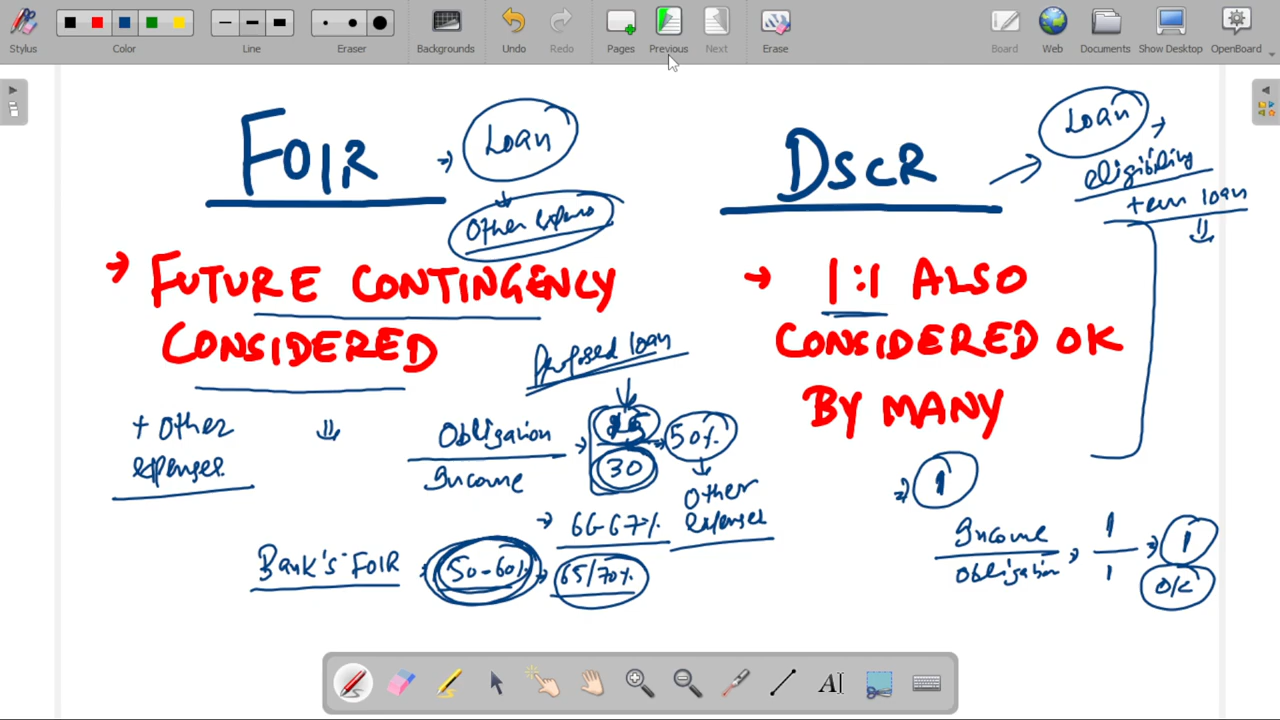 Stylus
Color
Line
Eraser
Backgrounds
Undo
Redo
Pages
Previous
Next
Erase
Board
Web
Documents
Show Desktop
OpenBoard
FOIR
Loan
Other expenses
FUTURE CONTINGENCY
CONSIDERED
+ Other
expenses
Proposed loan
Obligation
Income
30
50%
Other
expenses
66-67%
Bank's FOIR
50-60%
65/70%
DSCR
Loan
eligibility
term loan
1:1 ALSO
CONSIDERED OK
BY MANY
1
Income
Obligation
1
1
1
OK